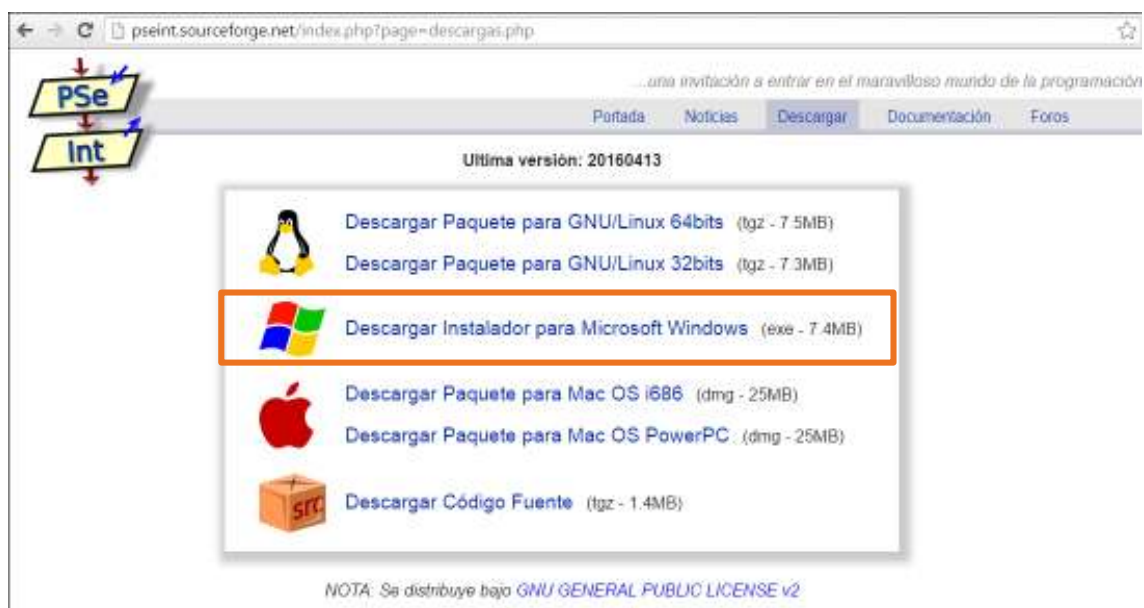 pseint.sourceforge.net/index.php?page=descargas.php
...una invitación a entrar en el maravilloso mundo de la programación
PSe
Int
Portada Noticias Descargar Documentación Foros
Ultima versión: 20160413
Descargar Paquete para GNU/Linux 64bits (tgz - 7.5MB)
Descargar Paquete para GNU/Linux 32bits (tgz - 7.3MB)
Descargar Instalador para Microsoft Windows (exe - 7.4MB)
Descargar Paquete para Mac OS i686 (dmg - 25MB)
Descargar Paquete para Mac OS PowerPC (dmg - 25MB)
src
Descargar Código Fuente (tgz - 1.4MB)
NOTA: Se distribuye bajo GNU GENERAL PUBLIC LICENSE v2